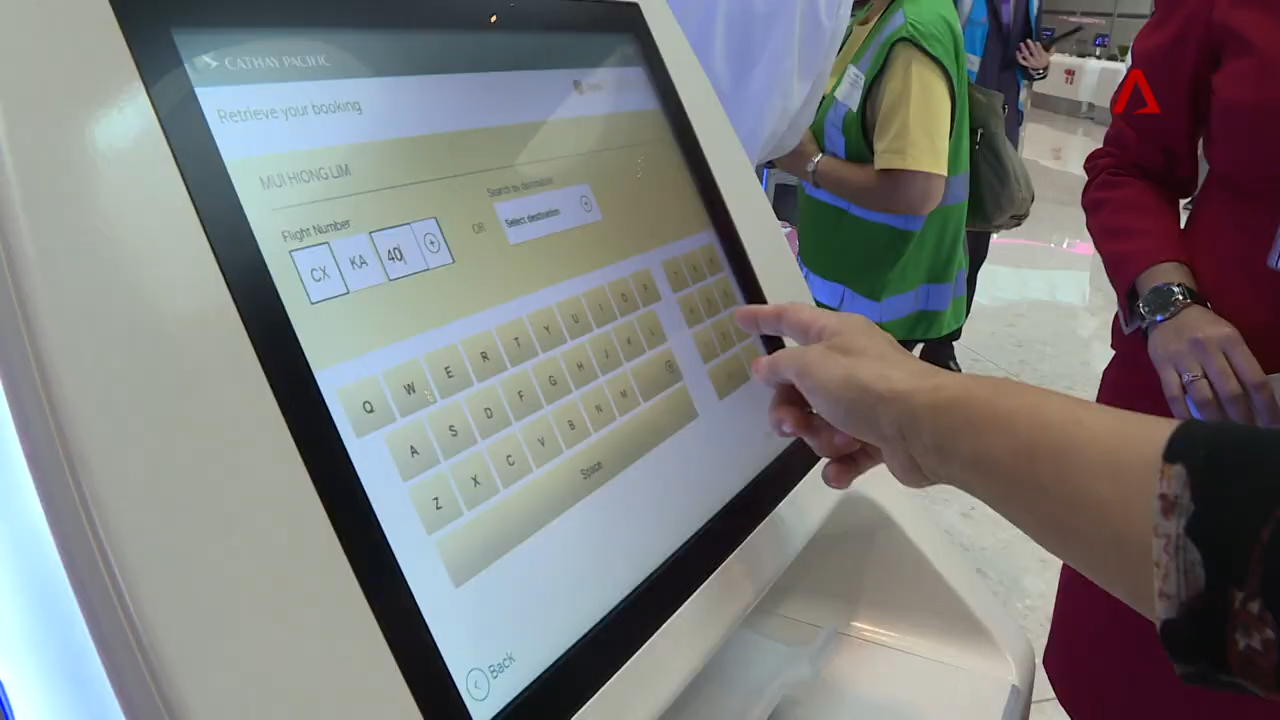 CATHAY PACIFIC
Retrieve your booking
MUI HIONG LIM
Flight Number
CX KA 40
OR
Search by destination
Select destination
Q W E R T Y U I O P
A S D F G H J K L
Z X C V B N M
Space
Back